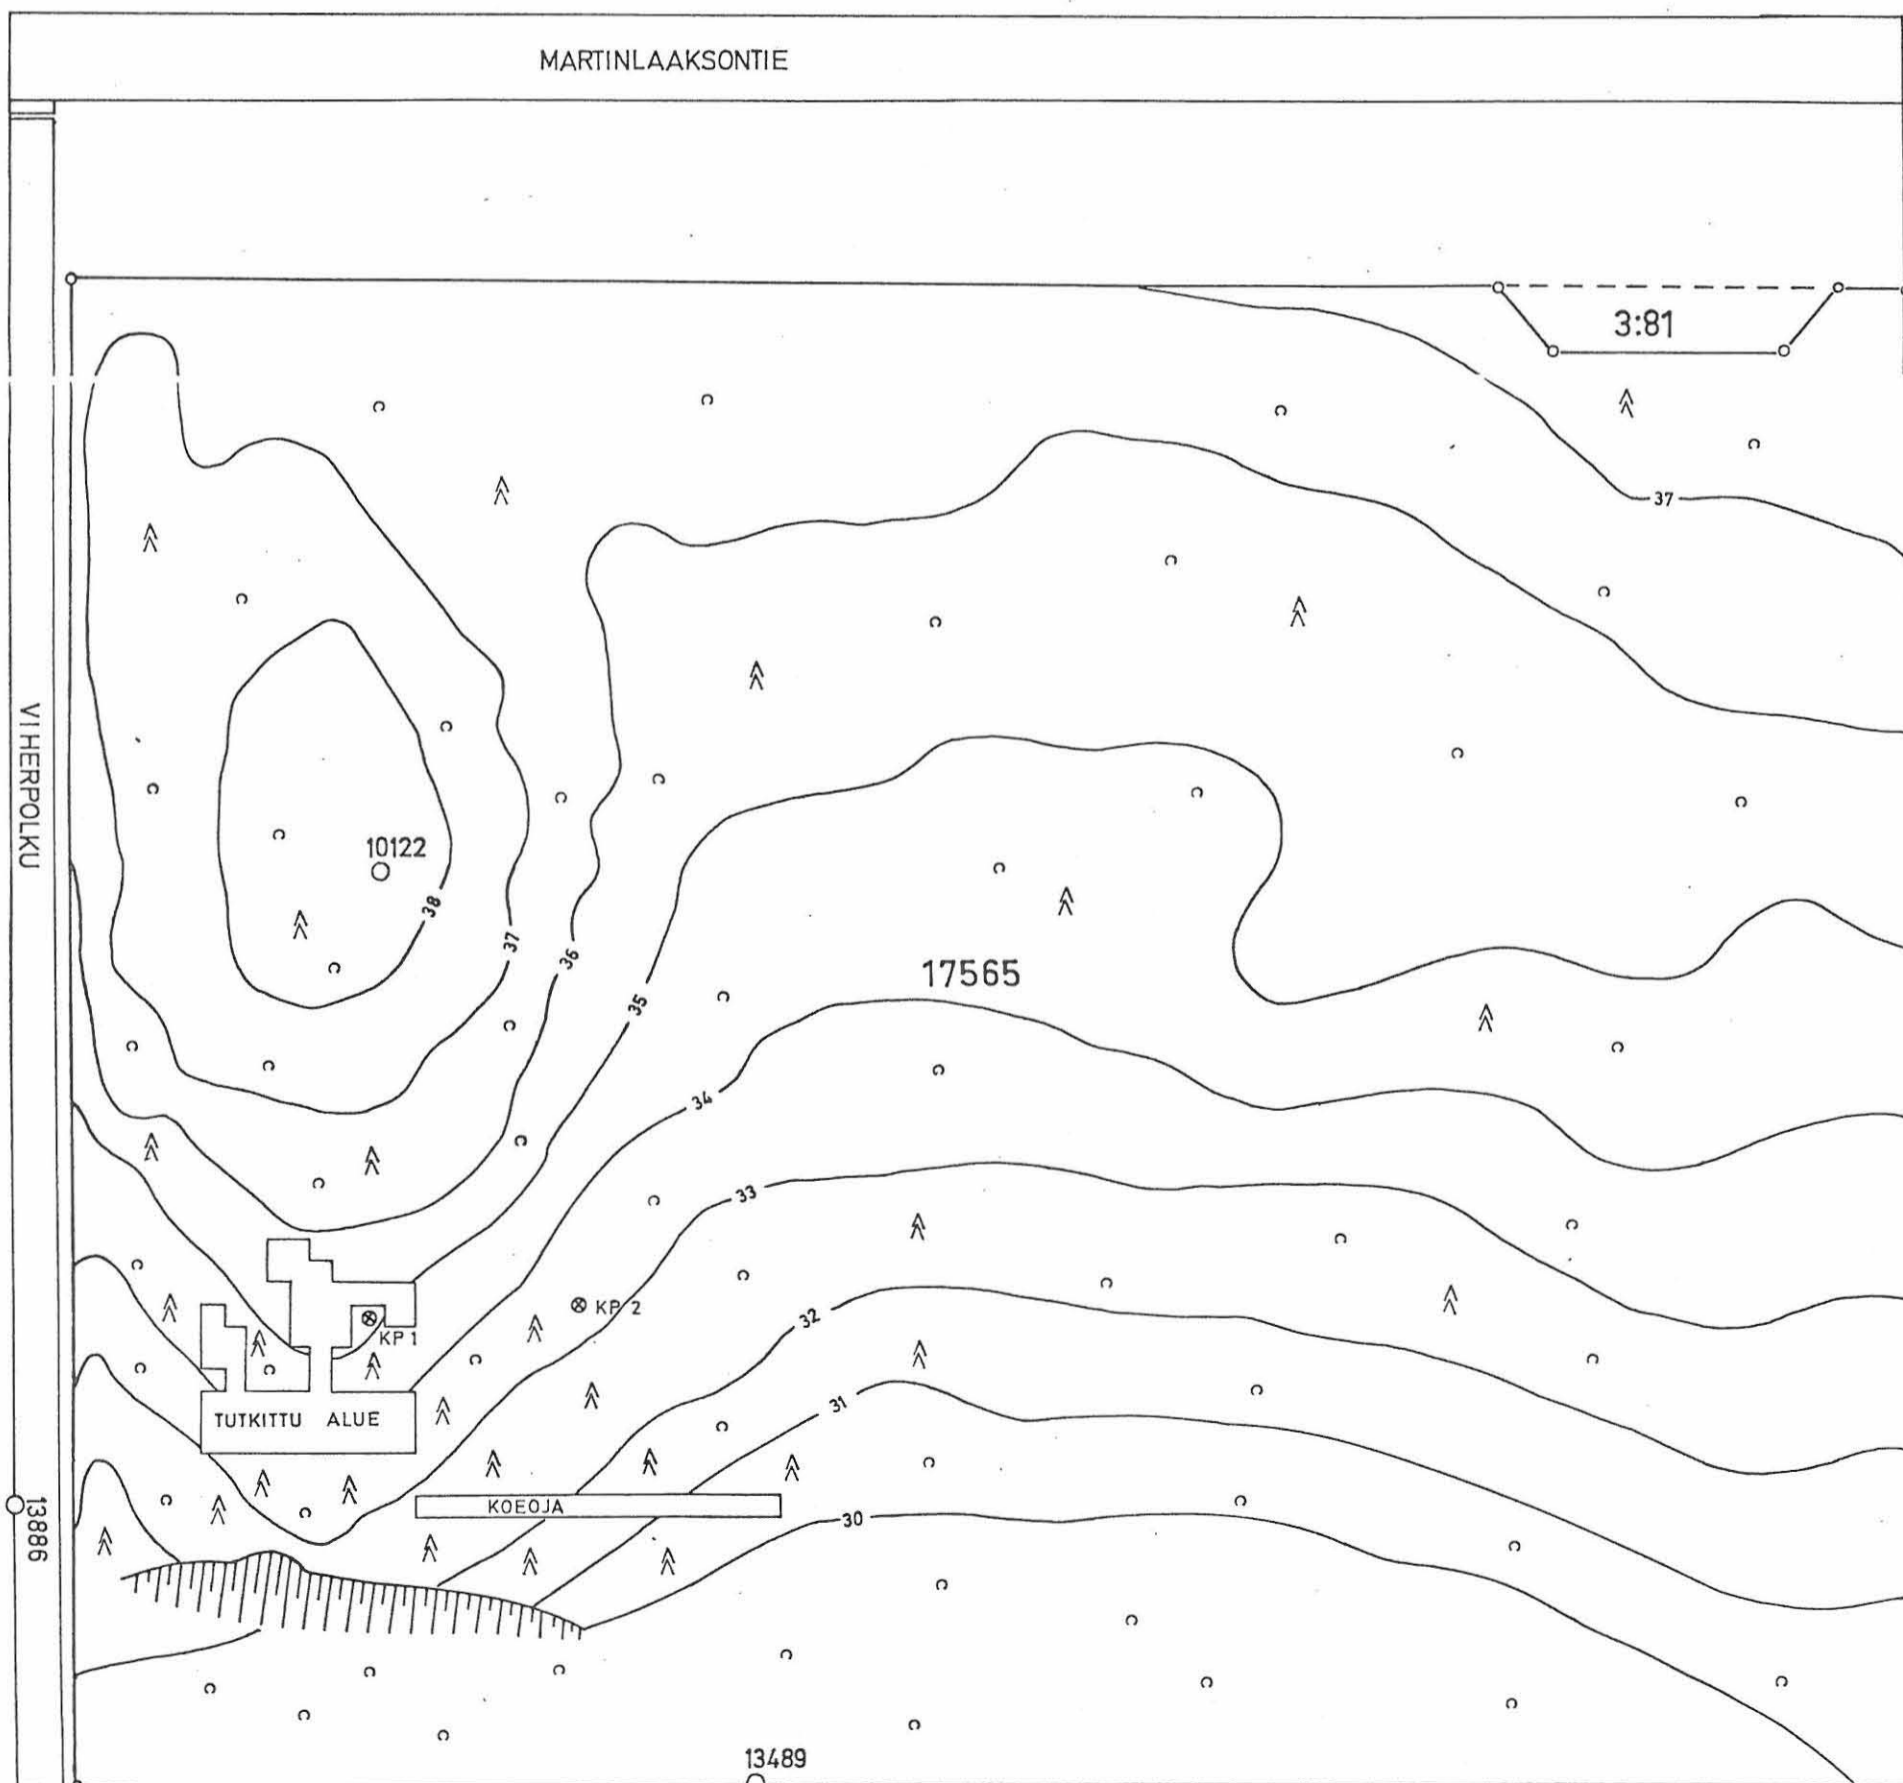 MARTINLAAKSONTIE
3:81
37
VIHERPOLKU
10122
38
37
36
35
17565
34
33
32
KP 2
KP 1
31
TUTKITTU ALUE
KOEOJA
30
13886
13489